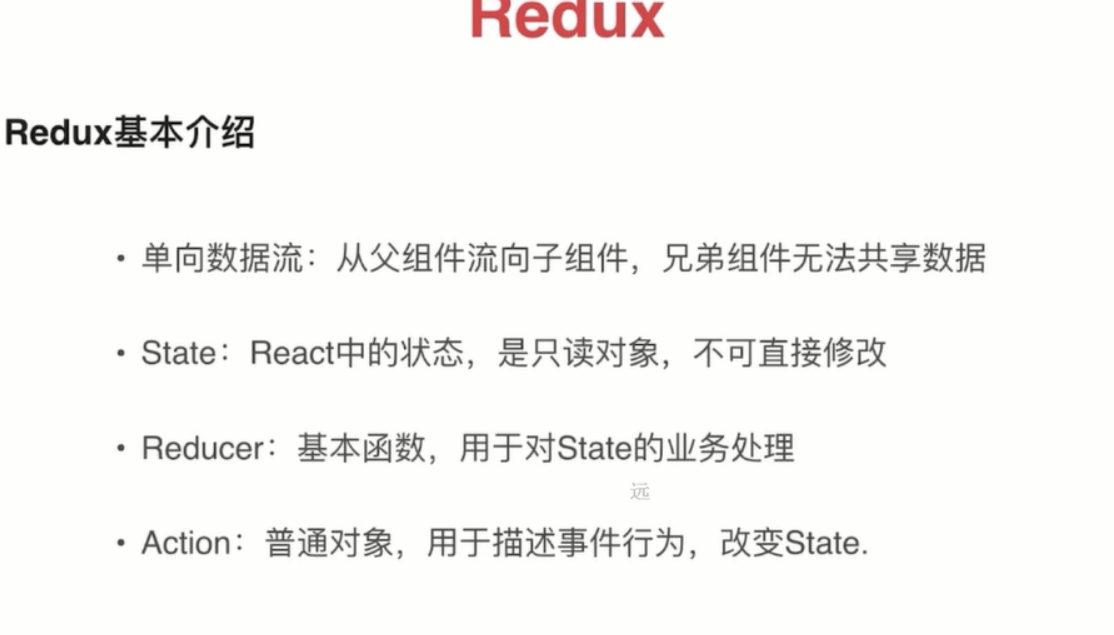 Redux
Redux基本介绍
• 单向数据流：从父组件流向子组件，兄弟组件无法共享数据
• State：React中的状态，是只读对象，不可直接修改
• Reducer：基本函数，用于对State的业务处理
远
• Action：普通对象，用于描述事件行为，改变State.